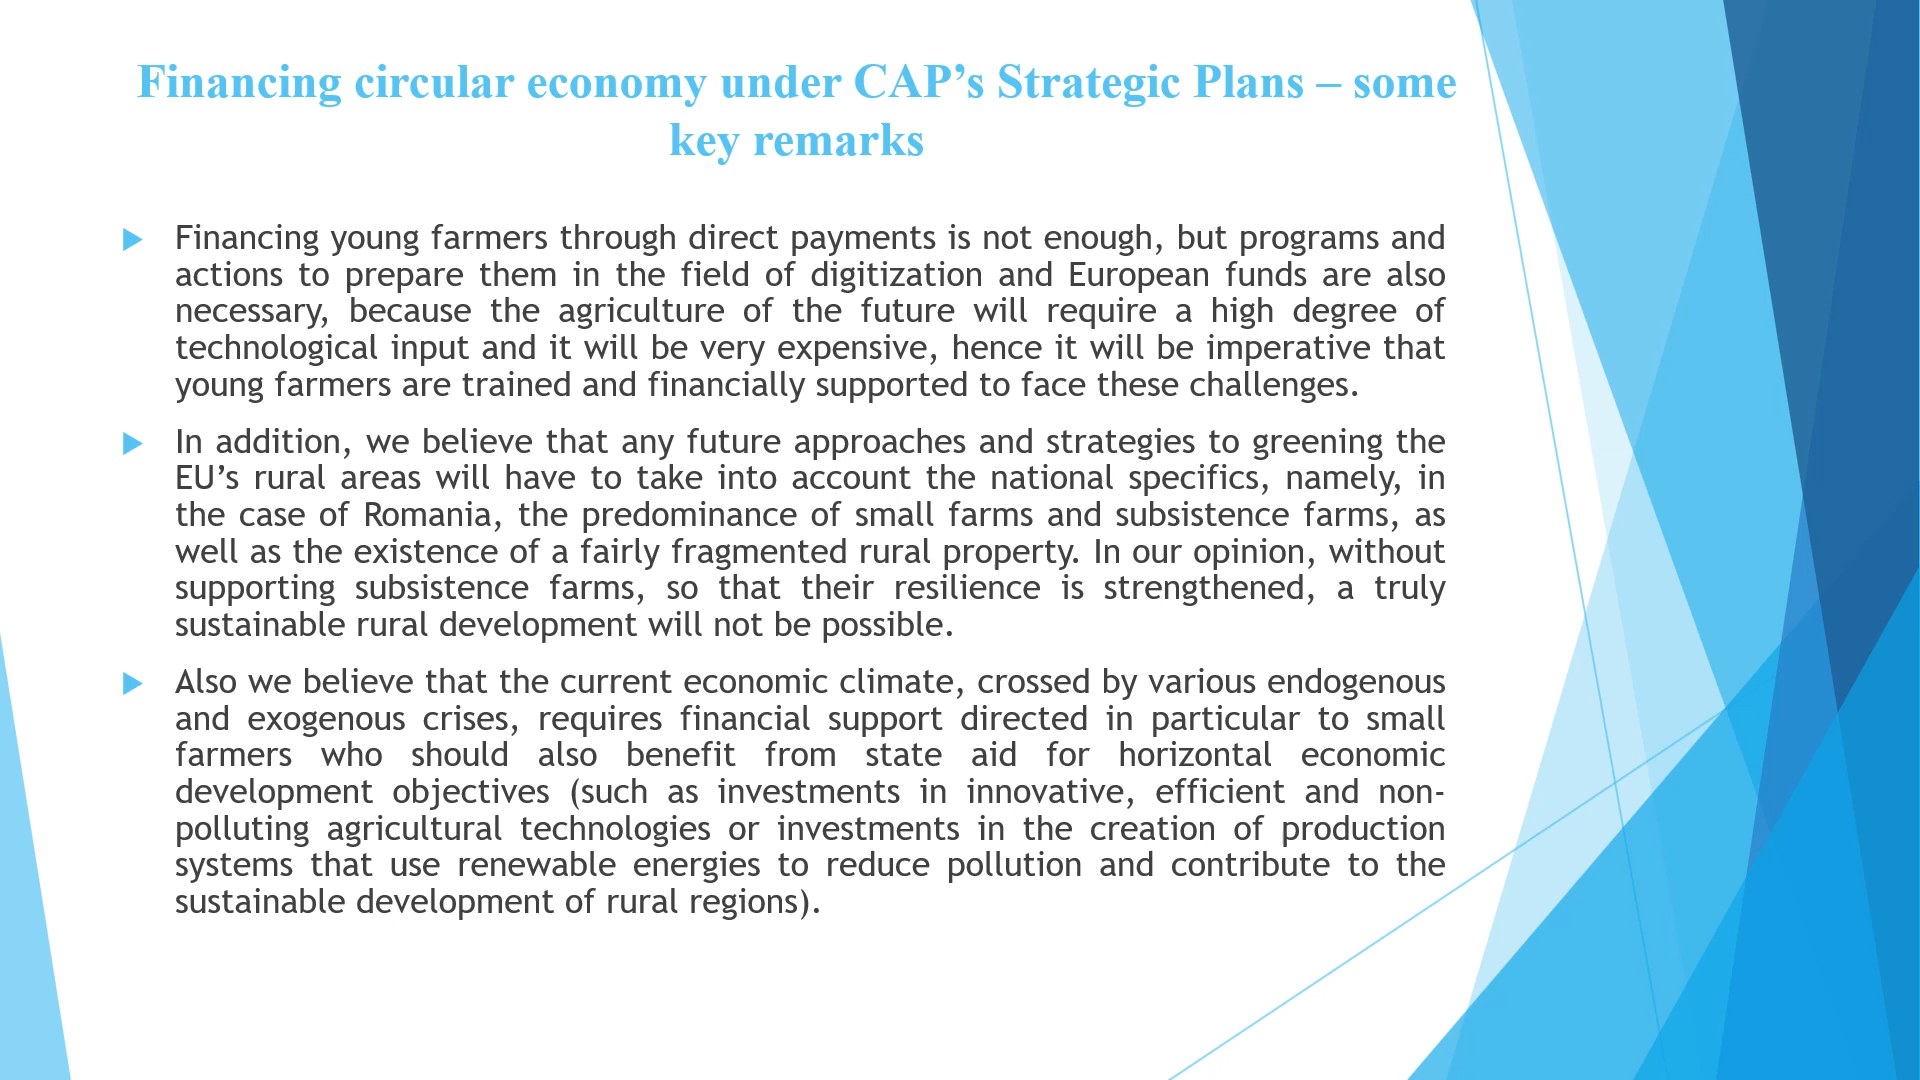 Financing circular economy under CAP’s Strategic Plans – some
key remarks
Financing young farmers through direct payments is not enough, but programs and
actions to prepare them in the field of digitization and European funds are also
necessary, because the agriculture of the future will require a high degree of
technological input and it will be very expensive, hence it will be imperative that
young farmers are trained and financially supported to face these challenges.
In addition, we believe that any future approaches and strategies to greening the
EU’s rural areas will have to take into account the national specifics, namely, in
the case of Romania, the predominance of small farms and subsistence farms, as
well as the existence of a fairly fragmented rural property. In our opinion, without
supporting subsistence farms, so that their resilience is strengthened, a truly
sustainable rural development will not be possible.
Also we believe that the current economic climate, crossed by various endogenous
and exogenous crises, requires financial support directed in particular to small
farmers who should also benefit from state aid for horizontal economic
development objectives (such as investments in innovative, efficient and non-
polluting agricultural technologies or investments in the creation of production
systems that use renewable energies to reduce pollution and contribute to the
sustainable development of rural regions).